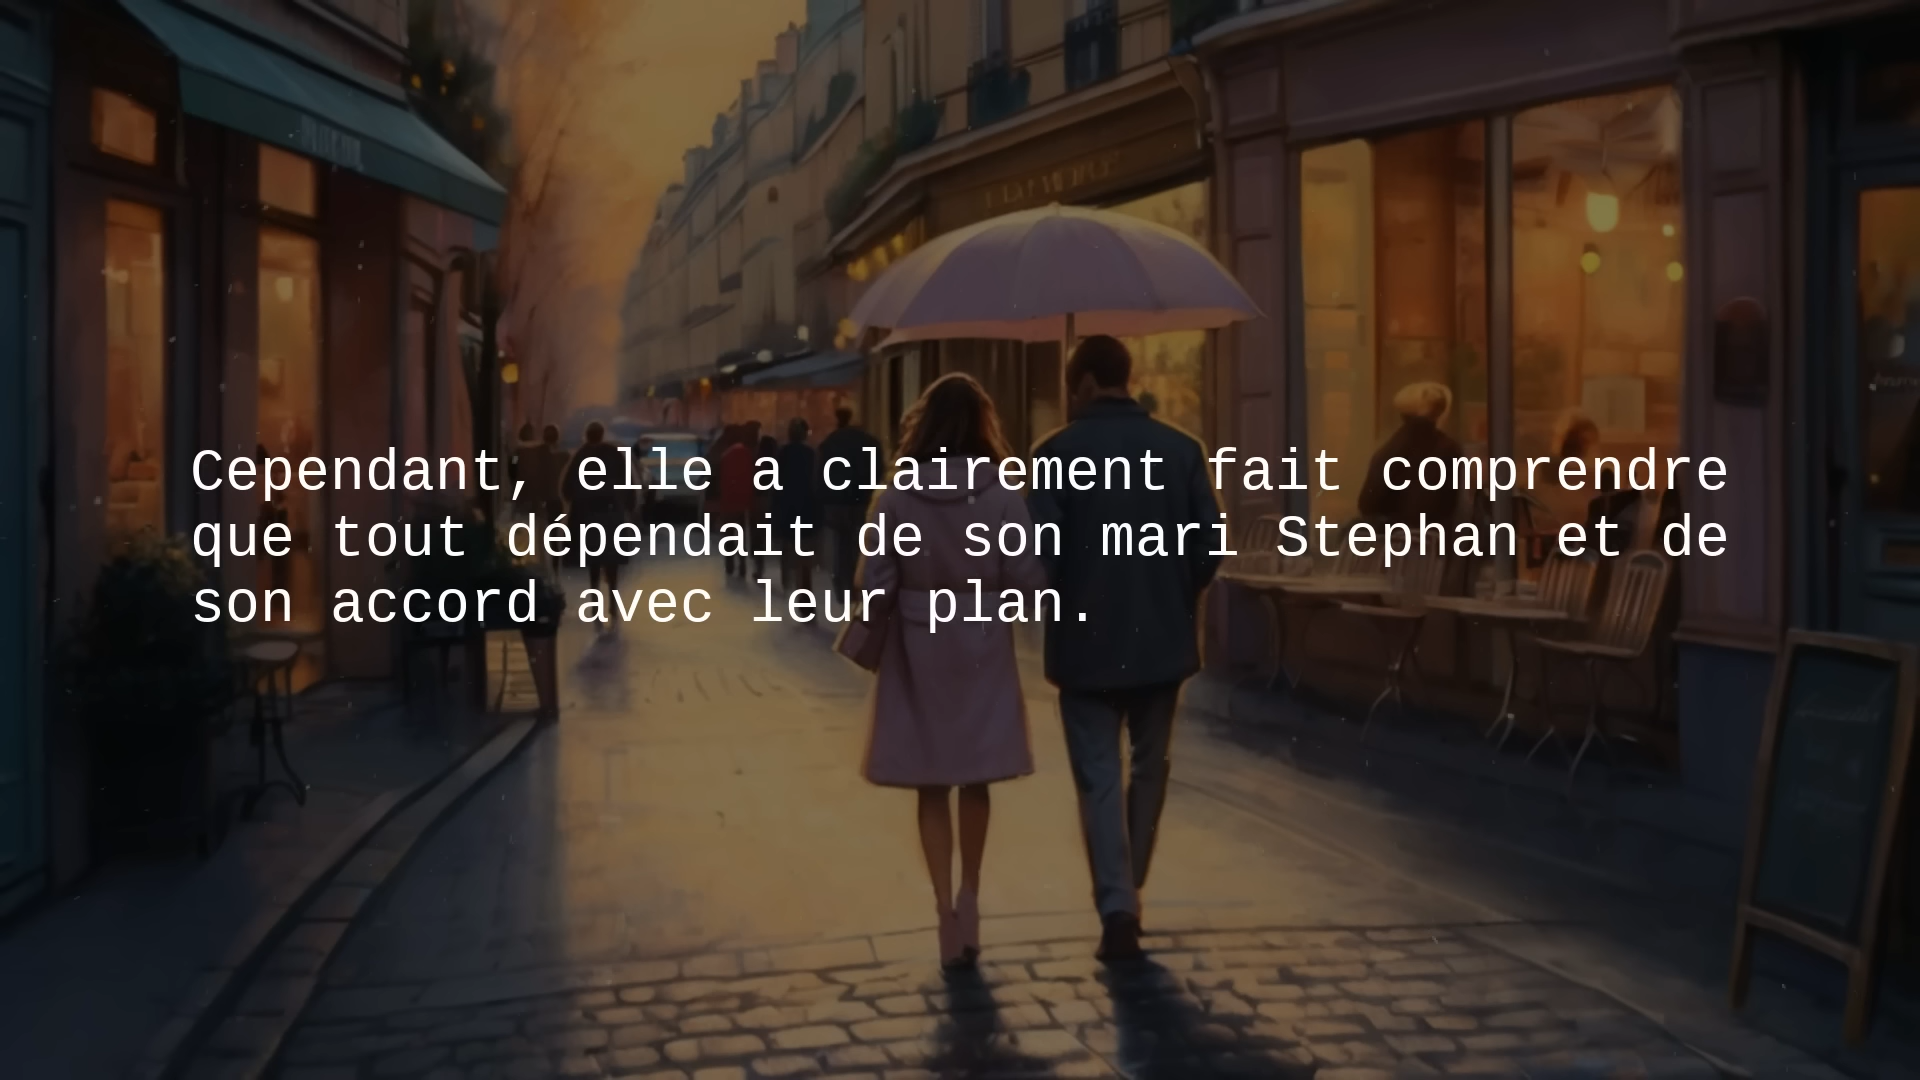 Cependant, elle a clairement fait comprendre
que tout dépendait de son mari Stephan et de
son accord avec leur plan.